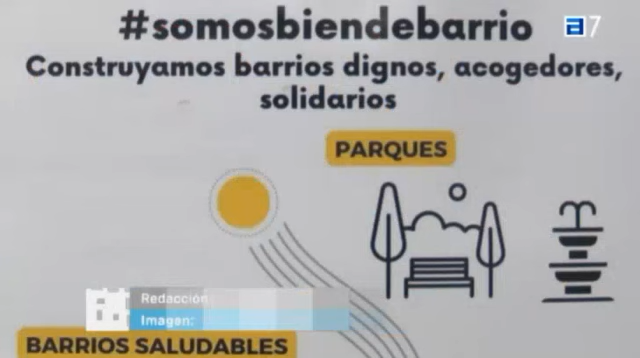 #somosbiendebarrio
a7
Construyamos barrios dignos, acogedores,
solidarios
PARQUES
Redacción:
Imagen:
BARRIOS SALUDABLES